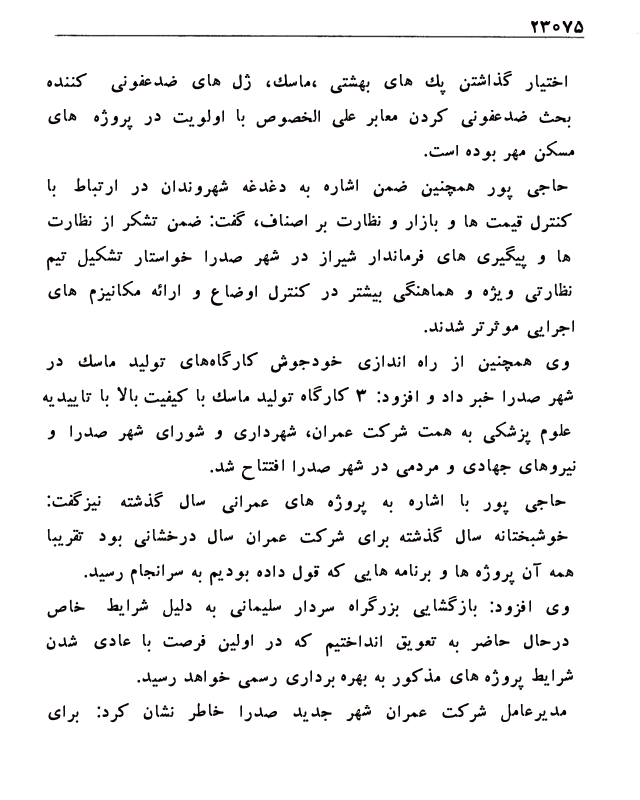 ۲۳۰۷۵
اختیار گذاشتن پك های بهشتی ،ماسك، ژل های ضدعفونی کننده
بحث ضدعفونی کردن معابر علی الخصوص با اولویت در پروژه های
مسکن مهر بوده است.
حاجی پور همچنین ضمن اشاره به دغدغه شهروندان در ارتباط با
کنترل قیمت ها و بازار و نظارت بر اصناف، گفت: ضمن تشکر از نظارت
ها و پیگیری های فرماندار شیراز در شهر صدرا خواستار تشکیل تیم
نظارتی ویژه و هماهنگی بیشتر در کنترل اوضاع و ارائه مکانیزم های
اجرایی موثرتر شدند.
وی همچنین از راه اندازی خودجوش کارگاه‌های تولید ماسك در
شهر صدرا خبر داد و افزود: ۳ کارگاه تولید ماسك با کیفیت بالا با تاییدیه
علوم پزشکی به همت شرکت عمران، شهرداری و شورای شهر صدرا و
نیروهای جهادی و مردمی در شهر صدرا افتتاح شد.
حاجی پور با اشاره به پروژه های عمرانی سال گذشته نیزگفت:
خوشبختانه سال گذشته برای شرکت عمران سال درخشانی بود تقریبا
همه آن پروژه ها و برنامه هایی که قول داده بودیم به سرانجام رسید.
وی افزود: بازگشایی بزرگراه سردار سلیمانی به دلیل شرایط خاص
درحال حاضر به تعویق انداختیم که در اولین فرصت با عادی شدن
شرایط پروژه های مذکور به بهره برداری رسمی خواهد رسید.
مدیرعامل شرکت عمران شهر جدید صدرا خاطر نشان کرد: برای